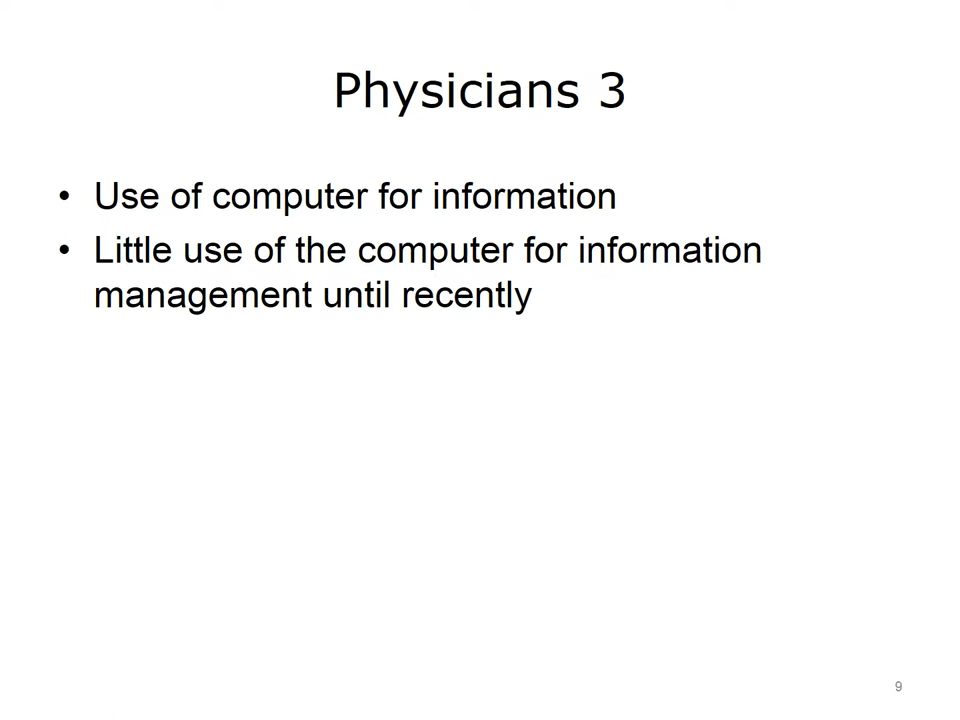 Physicians 3
• Use of computer for information
• Little use of the computer for information
management until recently
9